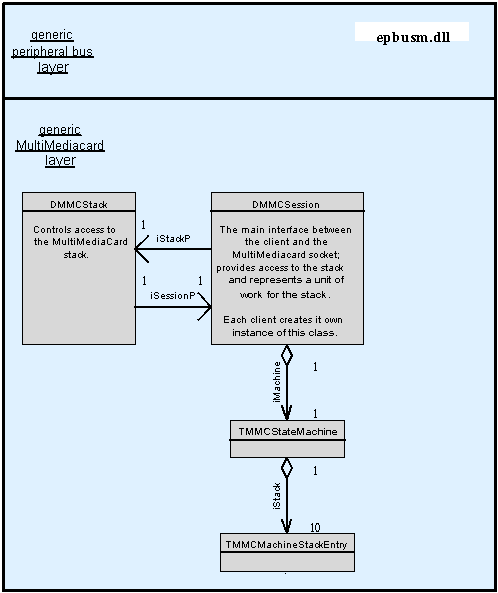 generic
peripheral bus
layer
epbusm.dll
generic
MultiMediacard
layer
DMMCStack
Controls access to
the MultiMediaCard
stack.
DMMCSession
The main interface between
the client and the
MultiMediacard socket;
provides access to the stack
and represents a unit of
work for the stack.
Each client creates it own
instance of this class.
1
iStackP
1
1
iSessionP
iMachine
1
1
TMMCStateMachine
1
iStack
10
TMMCMachineStackEntry